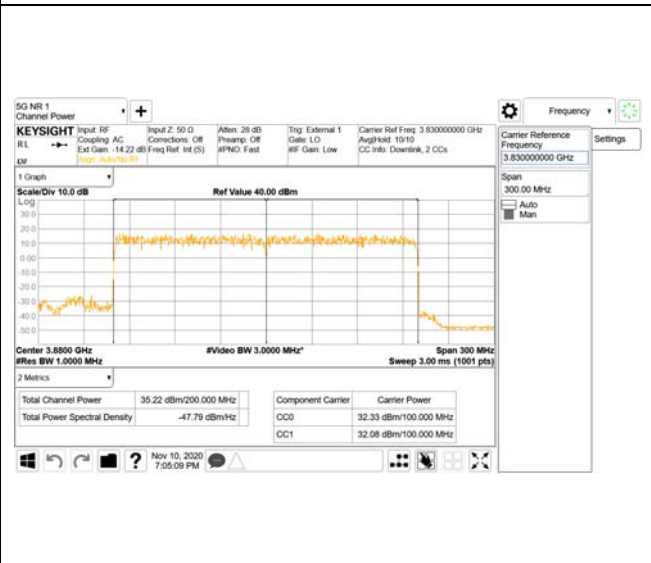 5G NR 1
Channel Power
+
Frequency
KEYSIGHT Input: RF Input Z: 50 Ω Atten: 28 dB Trig: External 1 Carrier Ref Freq: 3.830000000 GHz
RL Coupling: AC Corrections: Off Preamp: Off Gate: LO Avg|Hold: 10/10
Ext Gain: -14.22 dB Freq Ref: Int (S) #PNO: Fast #IF Gain: Low CC Info: Downlink, 2 CCs
Align: Auto/No RF
Carrier Reference
Frequency
3.830000000 GHz
Settings
Span
300.00 MHz
Auto
Man
1 Graph
Scale/Div 10.0 dB Ref Value 40.00 dBm
Log
30.0
20.0
10.0
0.00
-10.0
-20.0
-30.0
-40.0
-50.0
Center 3.8800 GHz #Video BW 3.0000 MHz* Span 300 MHz
#Res BW 1.0000 MHz Sweep 3.00 ms (1001 pts)
2 Metrics
Total Channel Power 35.22 dBm/200.000 MHz
Total Power Spectral Density -47.79 dBm/Hz
Component Carrier Carrier Power
CC0 32.33 dBm/100.000 MHz
CC1 32.08 dBm/100.000 MHz
? Nov 10, 2020
7:05:09 PM